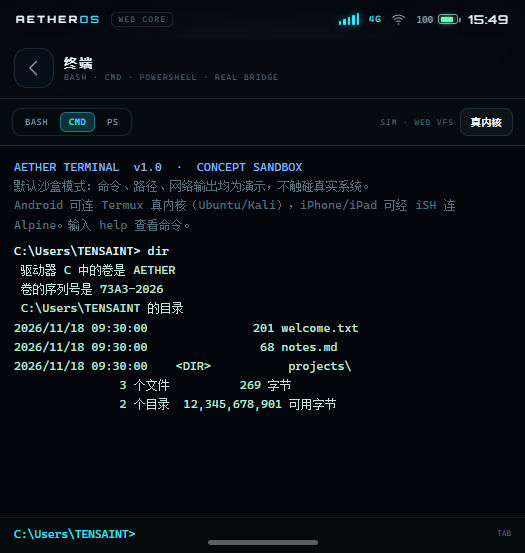 AETHEROS WEB CORE 4G 100 15:49
终端
BASH · CMD · POWERSHELL · REAL BRIDGE
BASH CMD PS SIM · WEB VFS 真内核
AETHER TERMINAL v1.0 · CONCEPT SANDBOX
默认沙盒模式: 命令、路径、网络输出均为演示, 不触碰真实系统。
Android 可连 Termux 真内核 (Ubuntu/Kali), iPhone/iPad 可经 iSH 连
Alpine。输入 help 查看命令。
C:\Users\TENSAINT> dir
驱动器 C 中的卷是 AETHER
卷的序列号是 73A3-2026
C:\Users\TENSAINT 的目录
2026/11/18 09:30:00 201 welcome.txt
2026/11/18 09:30:00 68 notes.md
2026/11/18 09:30:00 <DIR> projects\
3 个文件 269 字节
2 个目录 12,345,678,901 可用字节
C:\Users\TENSAINT> TAB